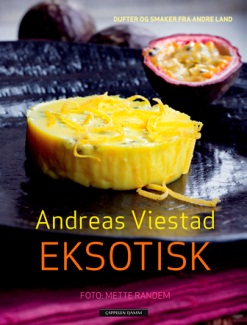 DUFTER OG SMAKER FRA ANDRE LAND
Andreas Viestad
EKSOTISK
FOTO: METTE RANDEM
CAPPELEN DAMM